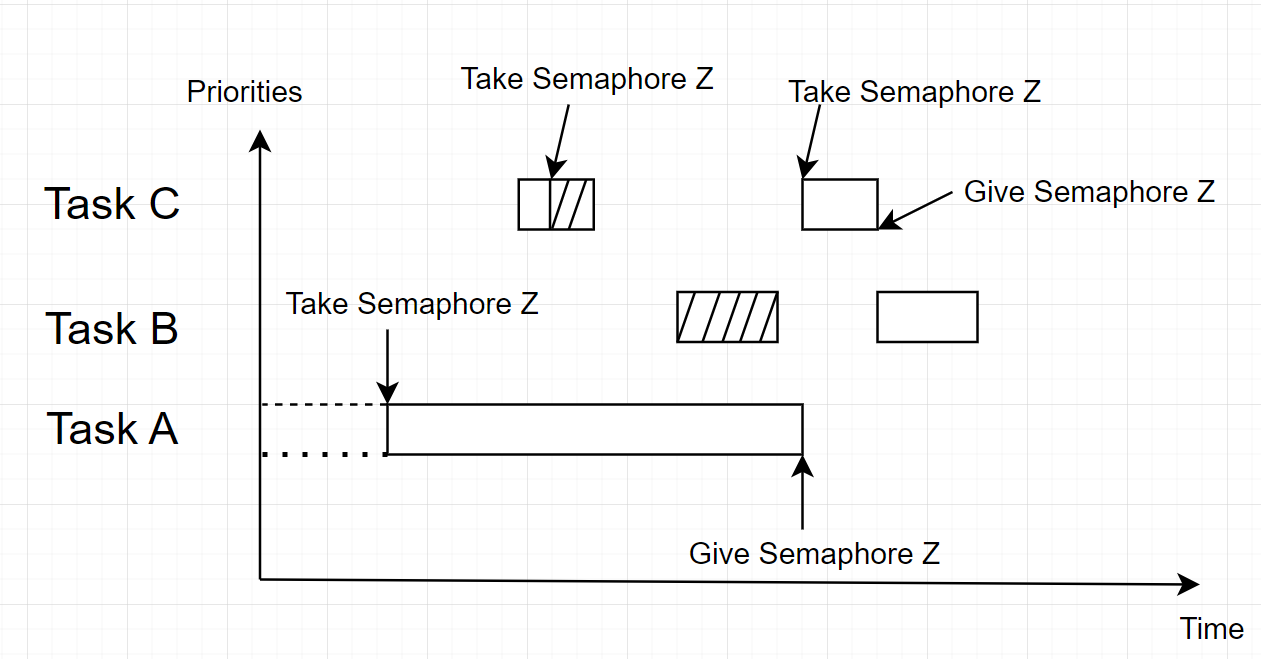 Take Semaphore Z
Priorities
Take Semaphore Z
Task C
Give Semaphore Z
Take Semaphore Z
Task B
Task A
Give Semaphore Z
Time